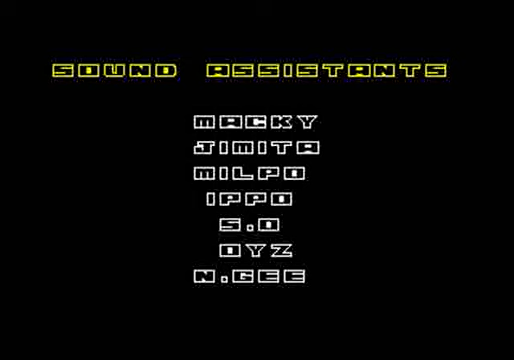 SOUND ASSISTANTS
MACKY
JIMITA
MILPO
IPPO
S.O
OYZ
N.GEE